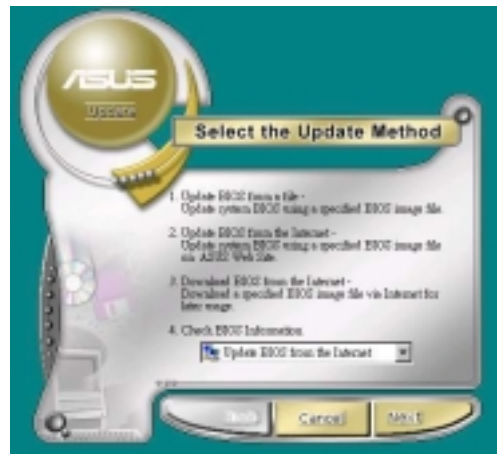 ASUS
Update
Select the Update Method
1. Update BIOS from a file -
Update system BIOS using a specified BIOS image file.
2. Update BIOS from the Internet -
Update system BIOS using a specified BIOS image file
via ASUS Web Site.
3. Download BIOS from the Internet -
Download a specified BIOS image file via Internet for
later usage.
4. Check BIOS Information.
Update BIOS from the Internet
Back
Cancel
Next